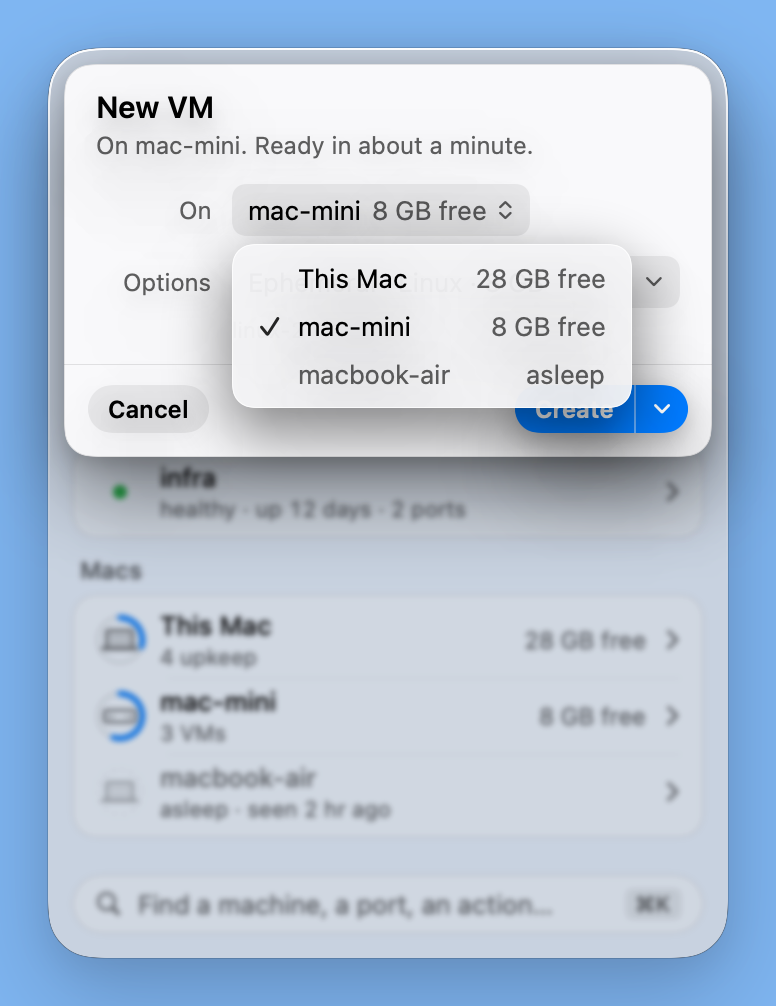 New VM
On mac-mini. Ready in about a minute.
On mac-mini 8 GB free
Options
This Mac 28 GB free
mac-mini 8 GB free
macbook-air asleep
Cancel Create
infra
healthy · up 12 days · 2 ports
Macs
This Mac
4 upkeep
28 GB free
mac-mini
3 VMs
8 GB free
macbook-air
asleep · seen 2 hr ago
Find a machine, a port, an action... ⌘K